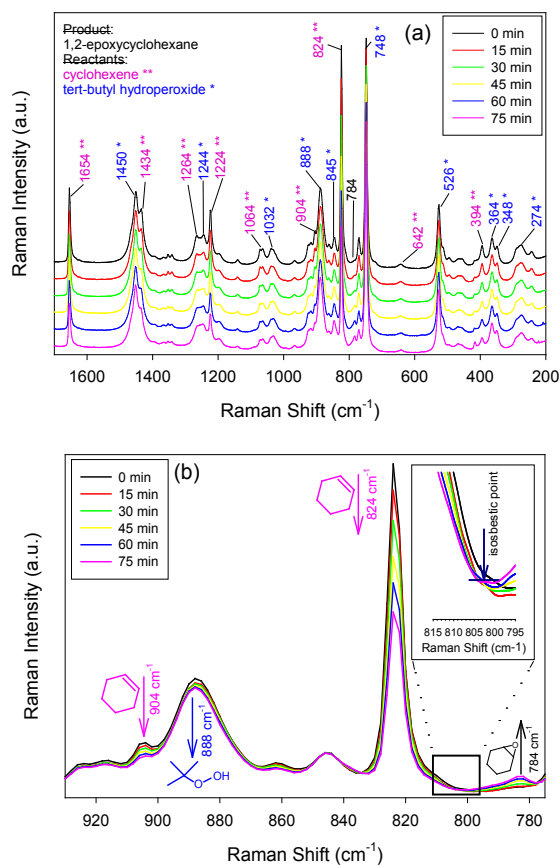 Product:
1,2-epoxycyclohexane
Reactants:
cyclohexene **
tert-butyl hydroperoxide *
(a)
0 min
15 min
30 min
45 min
60 min
75 min
1654 **
1450 *
1434 **
1264 **
1244 *
1224 **
1064 **
1032 *
904 **
888 *
845 *
824 **
784
748 *
642 **
526 *
394 **
364 *
348 *
274 *
Raman Intensity (a.u.)
1600 1400 1200 1000 800 600 400 200
Raman Shift (cm-1)
(b)
0 min
15 min
30 min
45 min
60 min
75 min
824 cm-1
904 cm-1
888 cm-1
O
OH
isosbestic point
815 810 805 800 795
Raman Shift (cm-1)
O
784 cm-1
Raman Intensity (a.u.)
920 900 880 860 840 820 800 780
Raman Shift (cm-1)